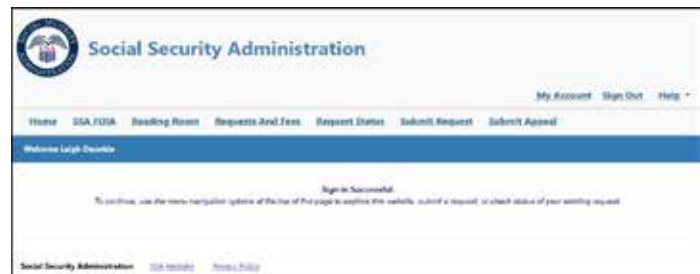 Social Security Administration
My Account Sign Out Help
Home SSA FOIA Reading Room Requests And Fees Request Status Submit Request Submit Appeal
Welcome Leigh
Sign in Successful.
To continue, use the menu navigation options at the top of the page to explore this website, submit a request, or check status of your existing request.
Social Security Administration SSA Website Privacy Policy